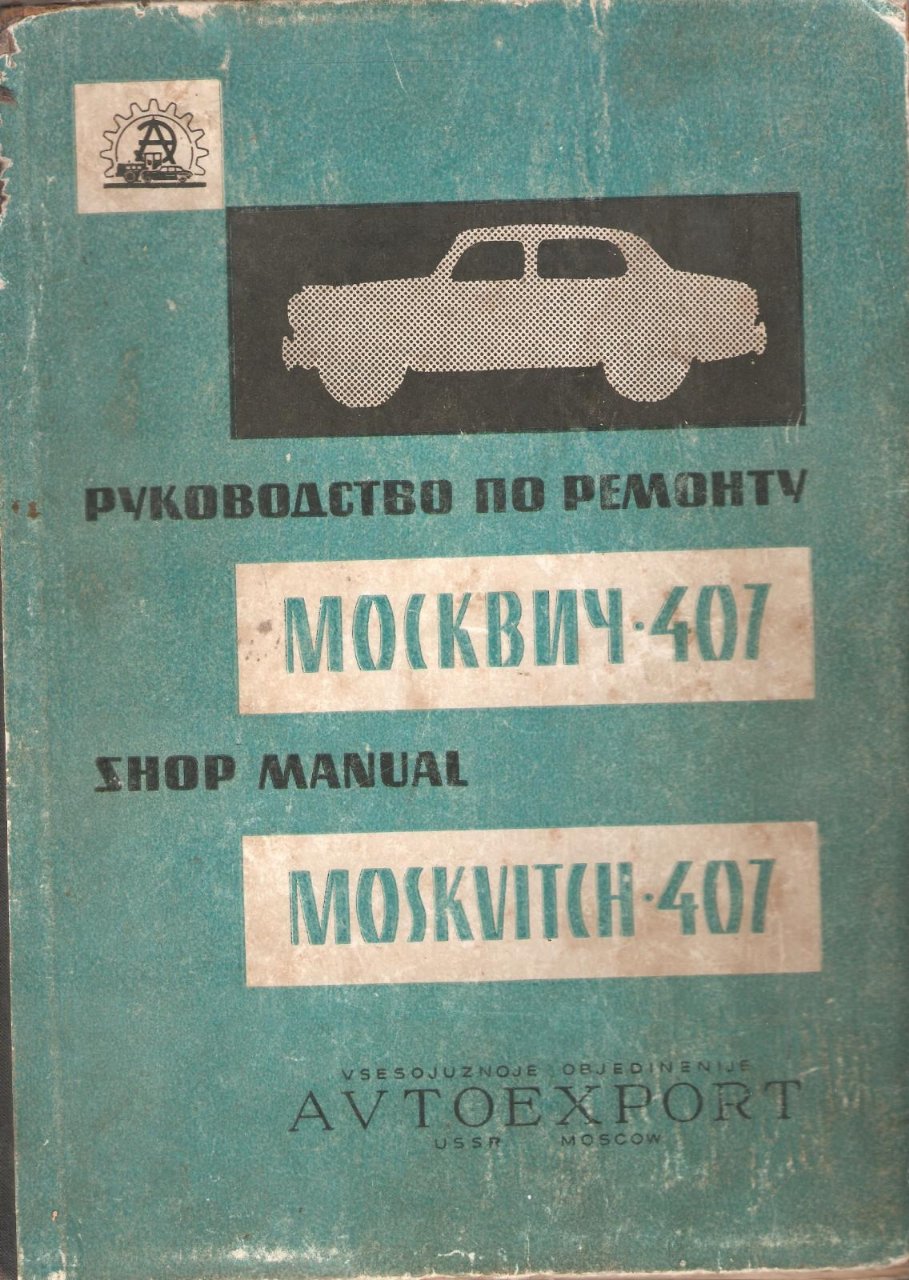 РУКОВОДСТВО ПО РЕМОНТУ
МОСКВИЧ·407
SHOP MANUAL
MOSKVITCH·407
VSESOJUZNOJE OBJEDINENIJE
AVTOEXPORT
USSR MOSCOW